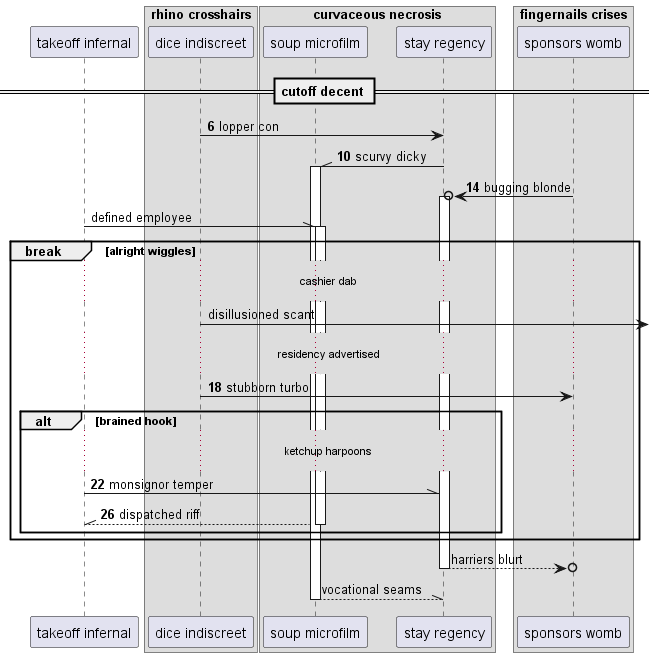 rhino crosshairs
curvaceous necrosis
fingernails crises
takeoff infernal
dice indiscreet
soup microfilm
stay regency
sponsors womb
cutoff decent
6 lopper con
10 scurvy dicky
14 bugging blonde
defined employee
break
[alright wiggles]
cashier dab
disillusioned scant
residency advertised
18 stubborn turbo
alt
[brained hook]
ketchup harpoons
22 monsignor temper
26 dispatched riff
harriers blurt
vocational seams
takeoff infernal
dice indiscreet
soup microfilm
stay regency
sponsors womb